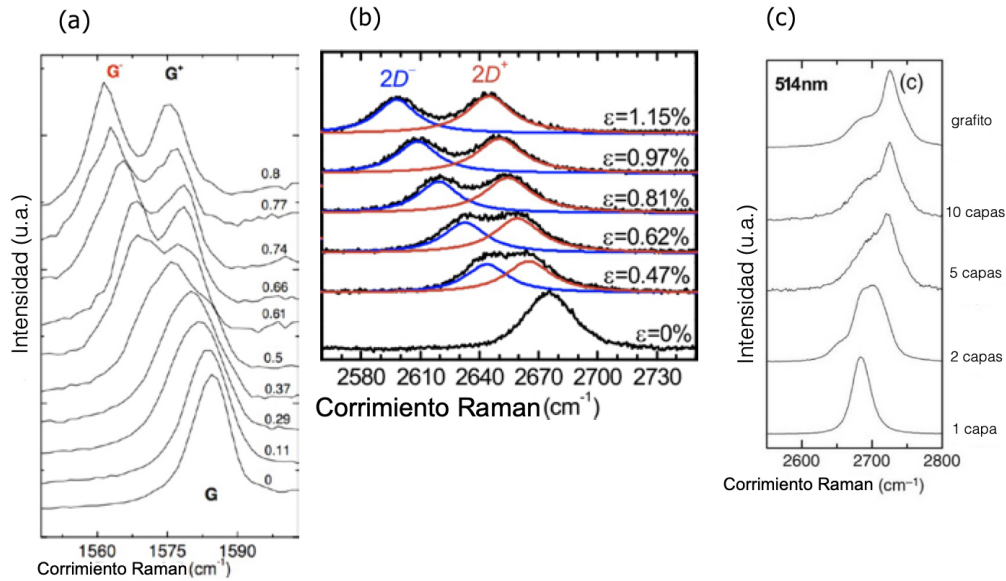 (a)
G⁻ G⁺
0.8
0.77
0.74
0.66
0.61
0.5
0.37
0.29
0.11
0
G
Intensidad (u.a.)
1560 1575 1590
Corrimiento Raman (cm⁻¹)
(b)
2D⁻ 2D⁺
ε=1.15%
ε=0.97%
ε=0.81%
ε=0.62%
ε=0.47%
ε=0%
Intensidad (u.a.)
2580 2610 2640 2670 2700 2730
Corrimiento Raman (cm⁻¹)
(c)
514nm (c)
grafito
10 capas
5 capas
2 capas
1 capa
Intensidad (u.a.)
2600 2700 2800
Corrimiento Raman (cm⁻¹)